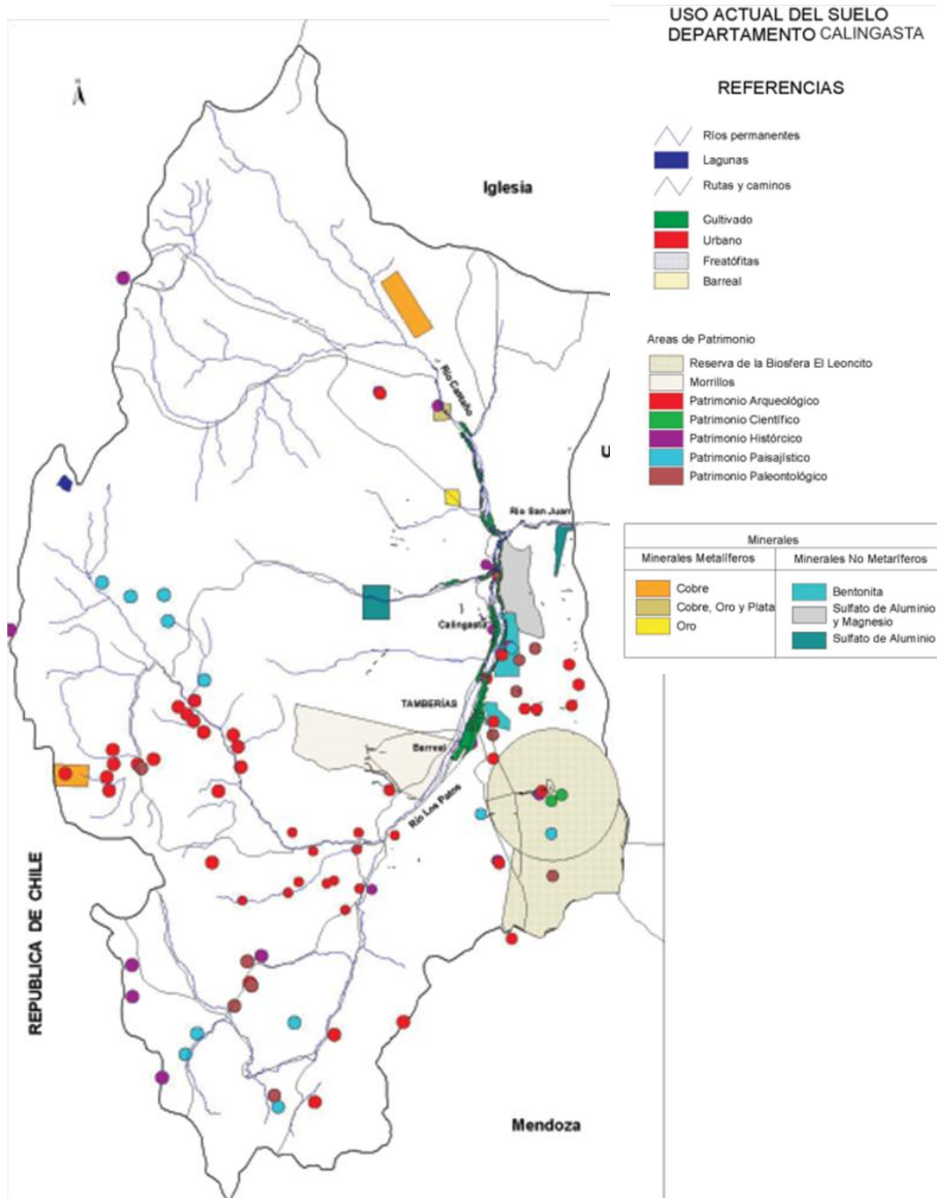 USO ACTUAL DEL SUELO
DEPARTAMENTO CALINGASTA
REFERENCIAS
Ríos permanentes
Lagunas
Rutas y caminos
Cultivado
Urbano
Freatófitas
Barreal
Areas de Patrimonio
Reserva de la Biosfera El Leoncito
Morrillos
Patrimonio Arqueológico
Patrimonio Científico
Patrimonio Histórcico
Patrimonio Paisajístico
Patrimonio Paleontológico
Minerales
Minerales Metalíferos
Minerales No Metaríferos
Cobre
Cobre, Oro y Plata
Oro
Bentonita
Sulfato de Aluminio
y Magnesio
Sulfato de Aluminio
N
Iglesia
Río Castaño
U
Río San Juan
Calingasta
TAMBERÍAS
Barreal
Río Los Patos
REPUBLICA DE CHILE
Mendoza